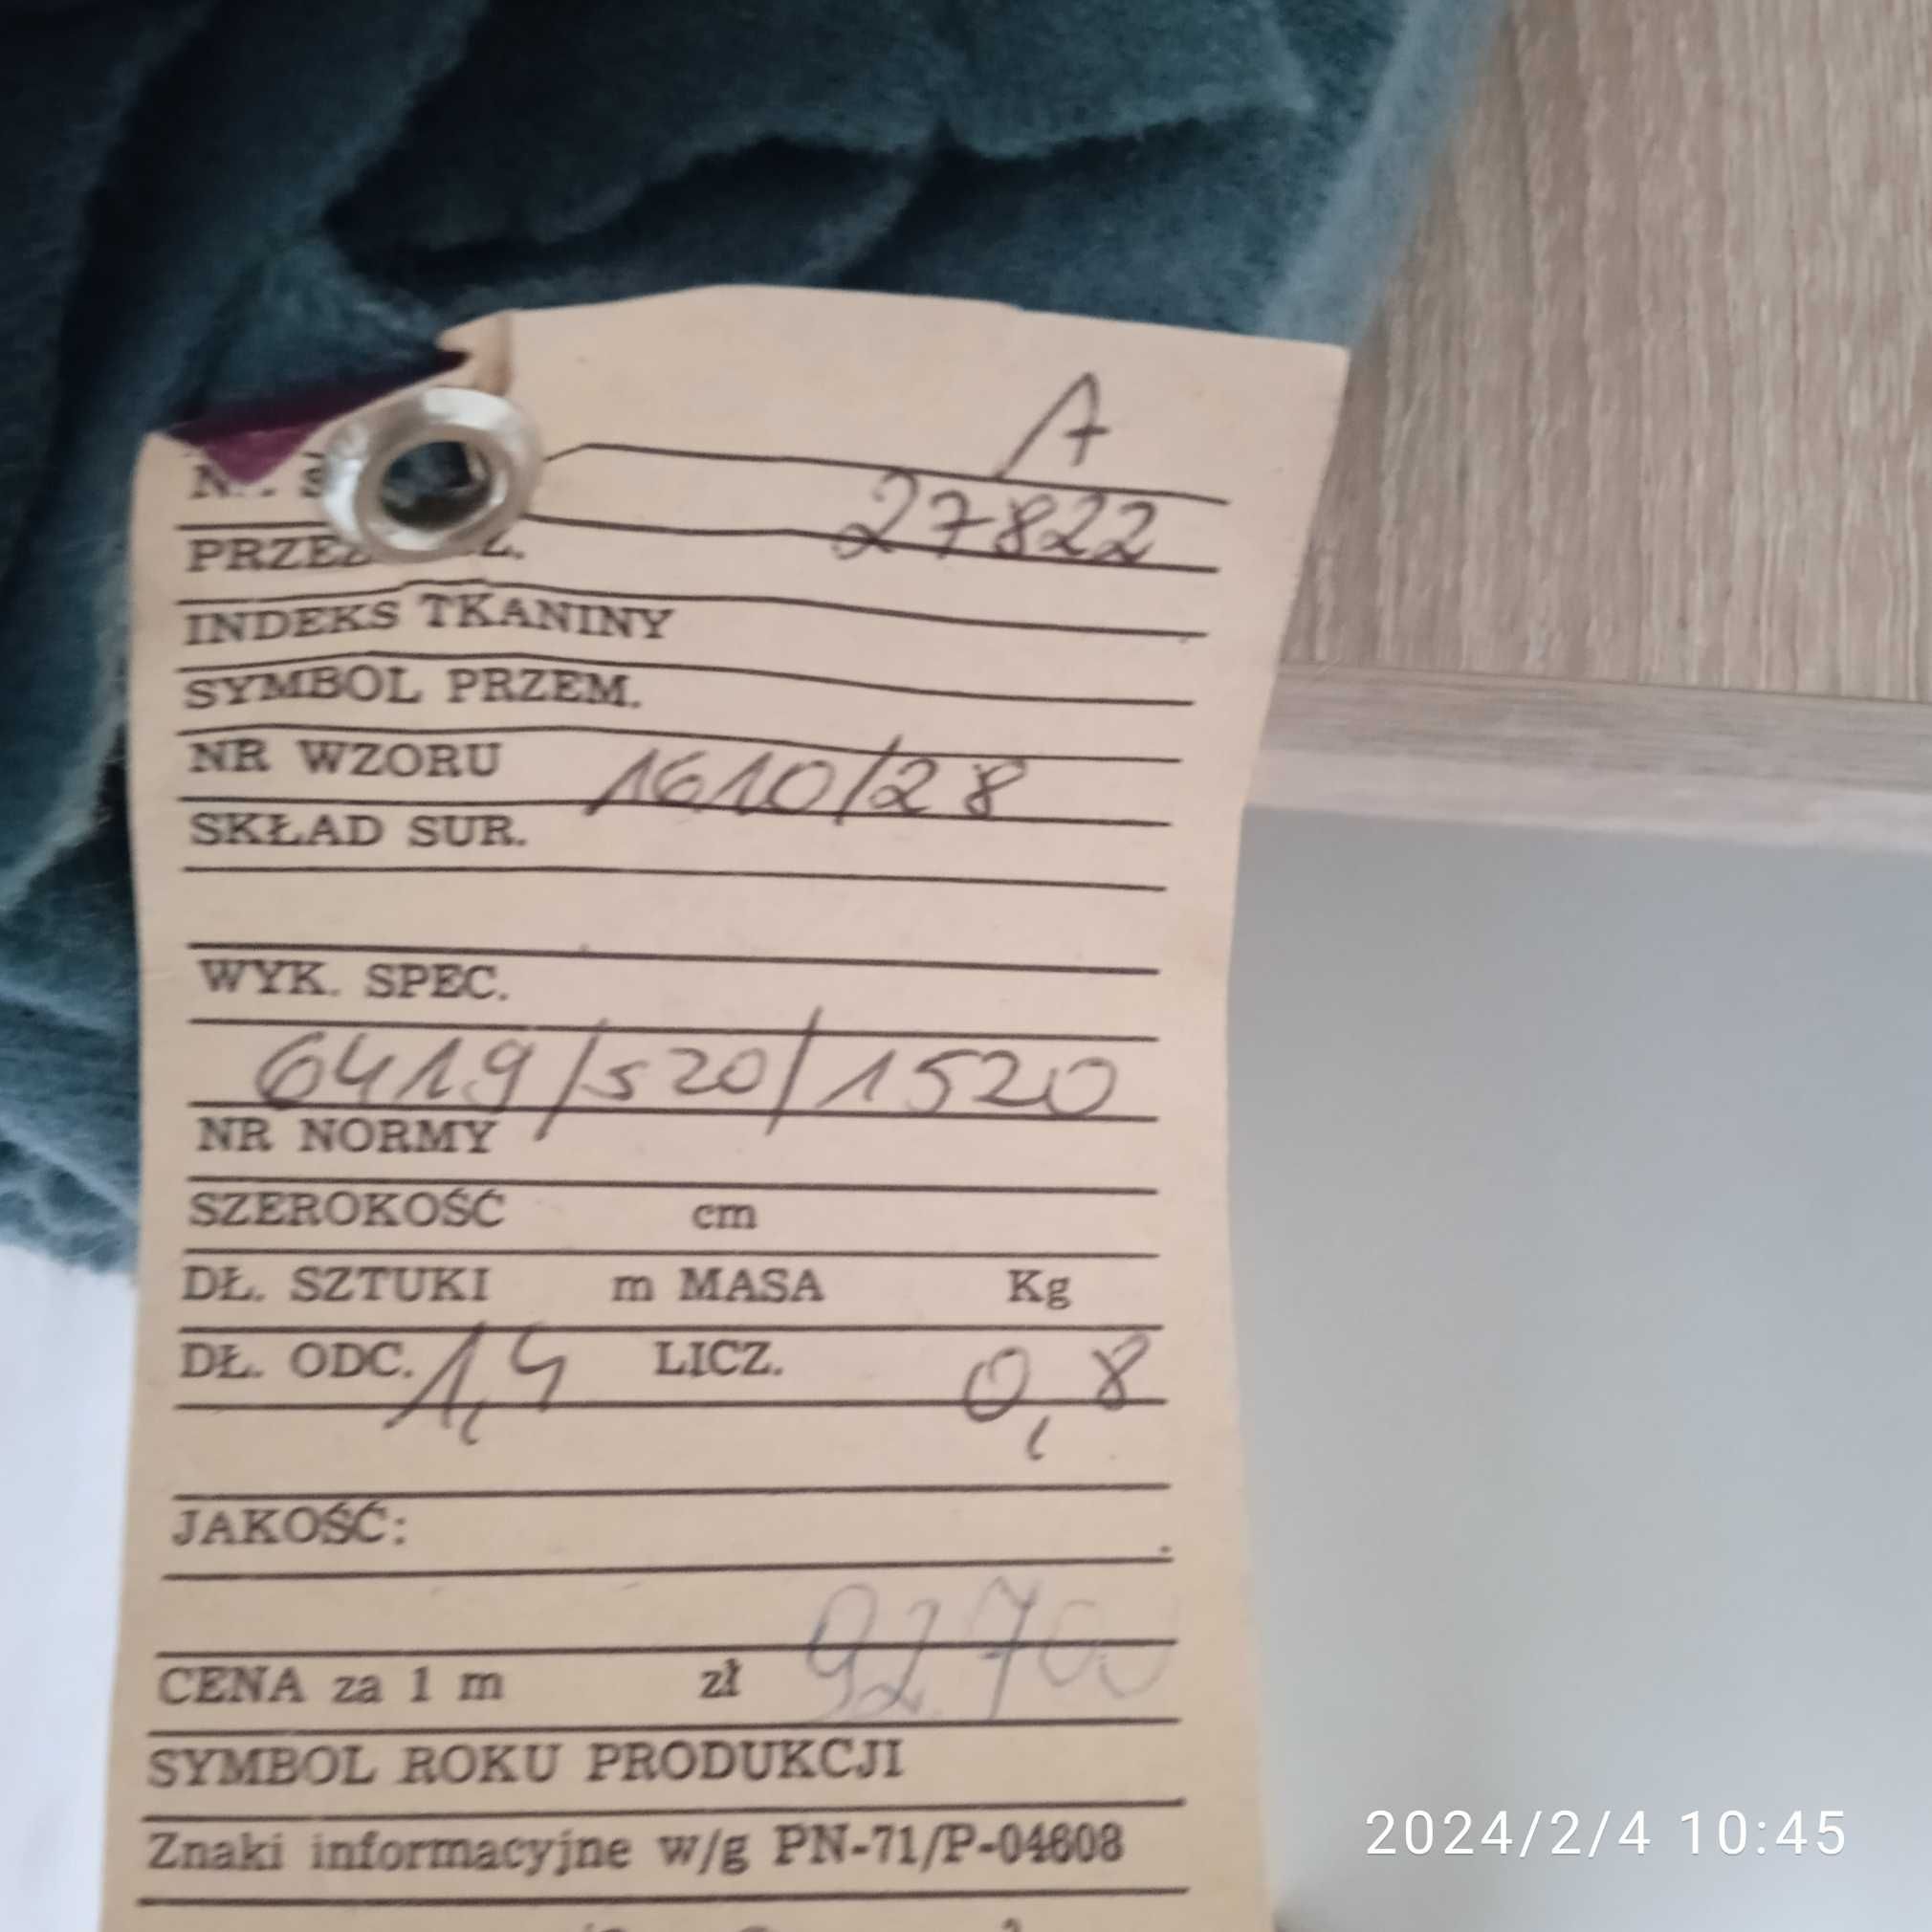 A
27822
INDEKS TKANINY
SYMBOL PRZEM.
NR WZORU 1610/28
SKŁAD SUR.
WYK. SPEC.
6419/520/1520
NR NORMY
SZEROKOŚĆ cm
DŁ. SZTUKI m MASA Kg
DŁ. ODC. 1,4 LICZ. 0,8
JAKOŚĆ:
CENA za 1 m zł 92700
SYMBOL ROKU PRODUKCJI
Znaki informacyjne w/g PN-71/P-04608
2024/2/4 10:45